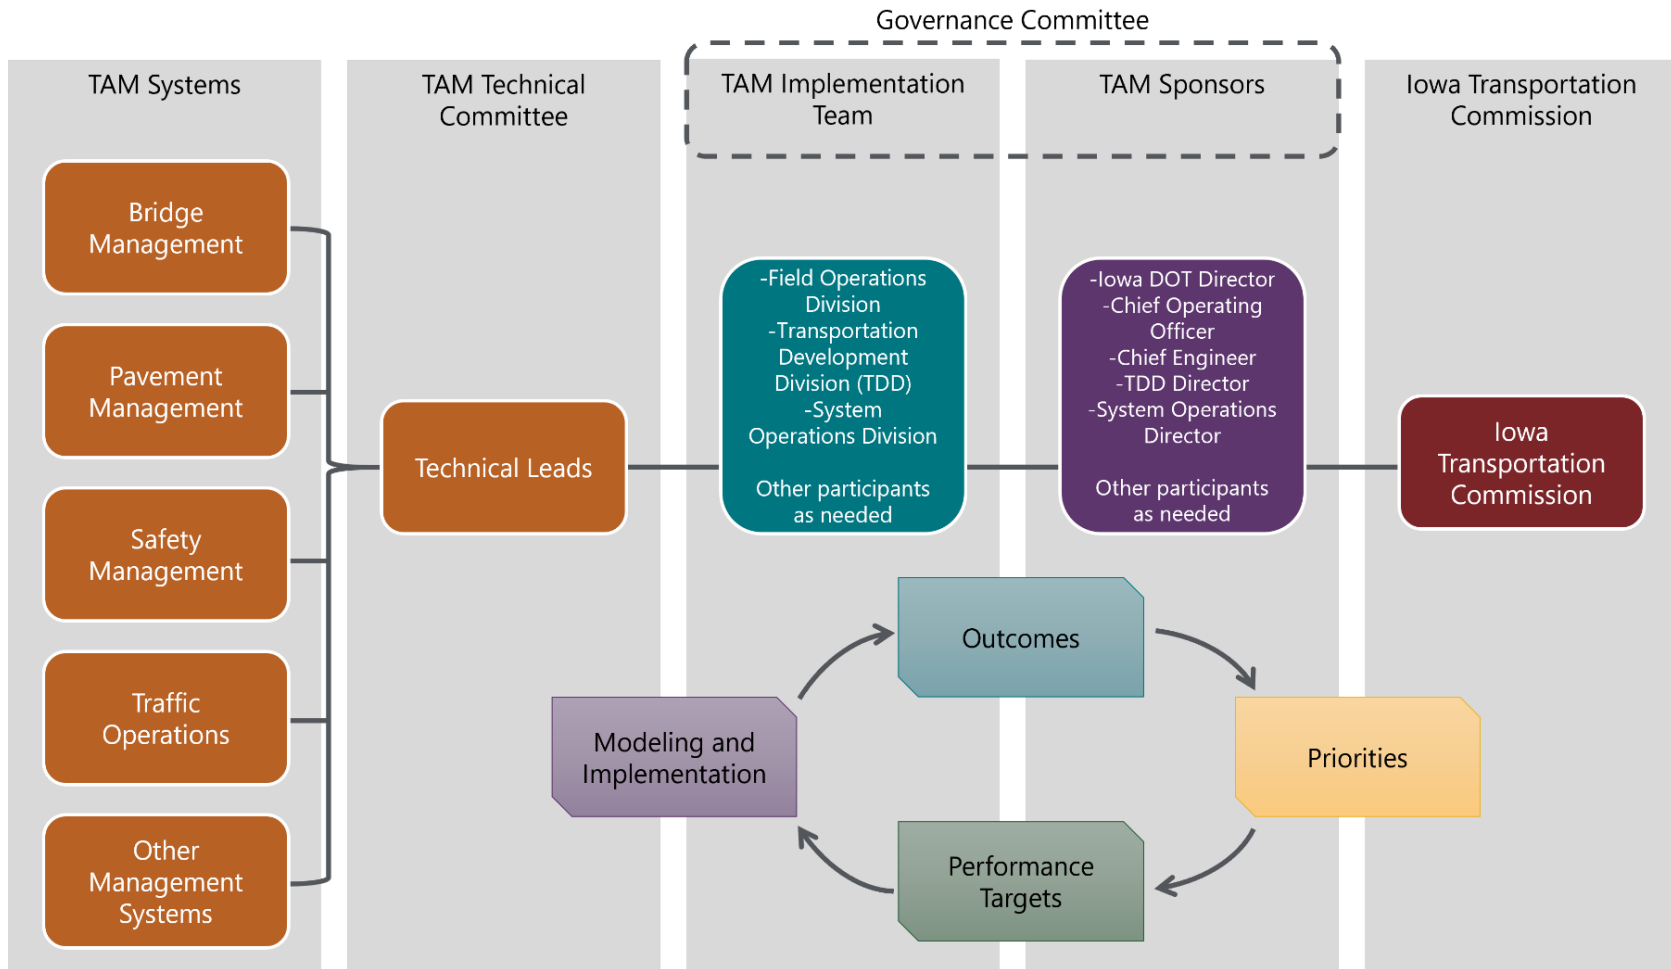 Governance Committee
TAM Systems
TAM Technical
Committee
TAM Implementation
Team
TAM Sponsors
Iowa Transportation
Commission
Bridge
Management
Pavement
Management
Safety
Management
Traffic
Operations
Other
Management
Systems
Technical Leads
-Field Operations
Division
-Transportation
Development
Division (TDD)
-System
Operations Division
Other participants
as needed
-Iowa DOT Director
-Chief Operating
Officer
-Chief Engineer
-TDD Director
-System Operations
Director
Other participants
as needed
Iowa
Transportation
Commission
Outcomes
Priorities
Performance
Targets
Modeling and
Implementation